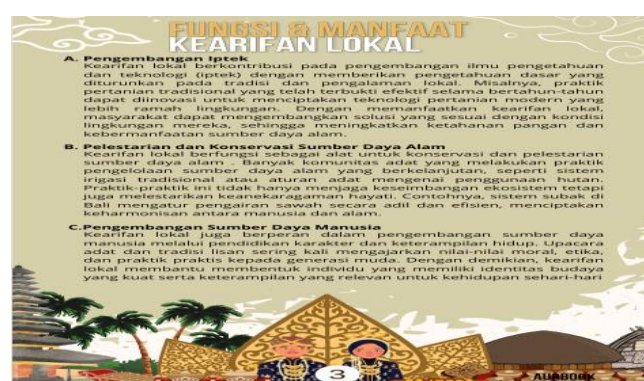 FUNGSI & MANFAAT
KEARIFAN LOKAL
A. Pengembangan Iptek
Kearifan lokal berkontribusi pada pengembangan ilmu pengetahuan
dan teknologi (iptek) dengan memberikan pengetahuan dasar yang
diturunkan pada tradisi dan pengalaman lokal. Misalnya, praktik
pertanian tradisional yang telah terbukti efektif selama bertahun-tahun
dapat diinovasi untuk menciptakan teknologi pertanian modern yang
lebih ramah lingkungan. Dengan memanfaatkan kearifan lokal,
masyarakat dapat mengembangkan solusi yang sesuai dengan kondisi
lingkungan mereka, sehingga meningkatkan ketahanan pangan dan
kebermanfaatan sumber daya alam.
B. Pelestarian dan Konservasi Sumber Daya Alam
Kearifan lokal berfungsi sebagai alat untuk konservasi dan pelestarian
sumber daya alam . Banyak komunitas adat yang melakukan praktik
pengelolaan sumber daya alam yang berkelanjutan, seperti sistem
irigasi tradisional atau aturan adat mengenai penggunaan hutan.
Praktik-praktik ini tidak hanya menjaga keseimbangan ekosistem tetapi
juga melestarikan keanekaragaman hayati. Contohnya, sistem subak di
Bali mengatur pengairan sawah secara adil dan efisien, menciptakan
keharmonisan antara manusia dan alam.
C.Pengembangan Sumber Daya Manusia
Kearifan lokal juga berperan dalam pengembangan sumber daya
manusia melalui pendidikan karakter dan keterampilan hidup. Upacara
adat dan tradisi lisan sering kali mengajarkan nilai-nilai moral, etika,
dan praktik praktis kepada generasi muda. Dengan demikian, kearifan
lokal membantu membentuk individu yang memiliki identitas budaya
yang kuat serta keterampilan yang relevan untuk kehidupan sehari-hari
3